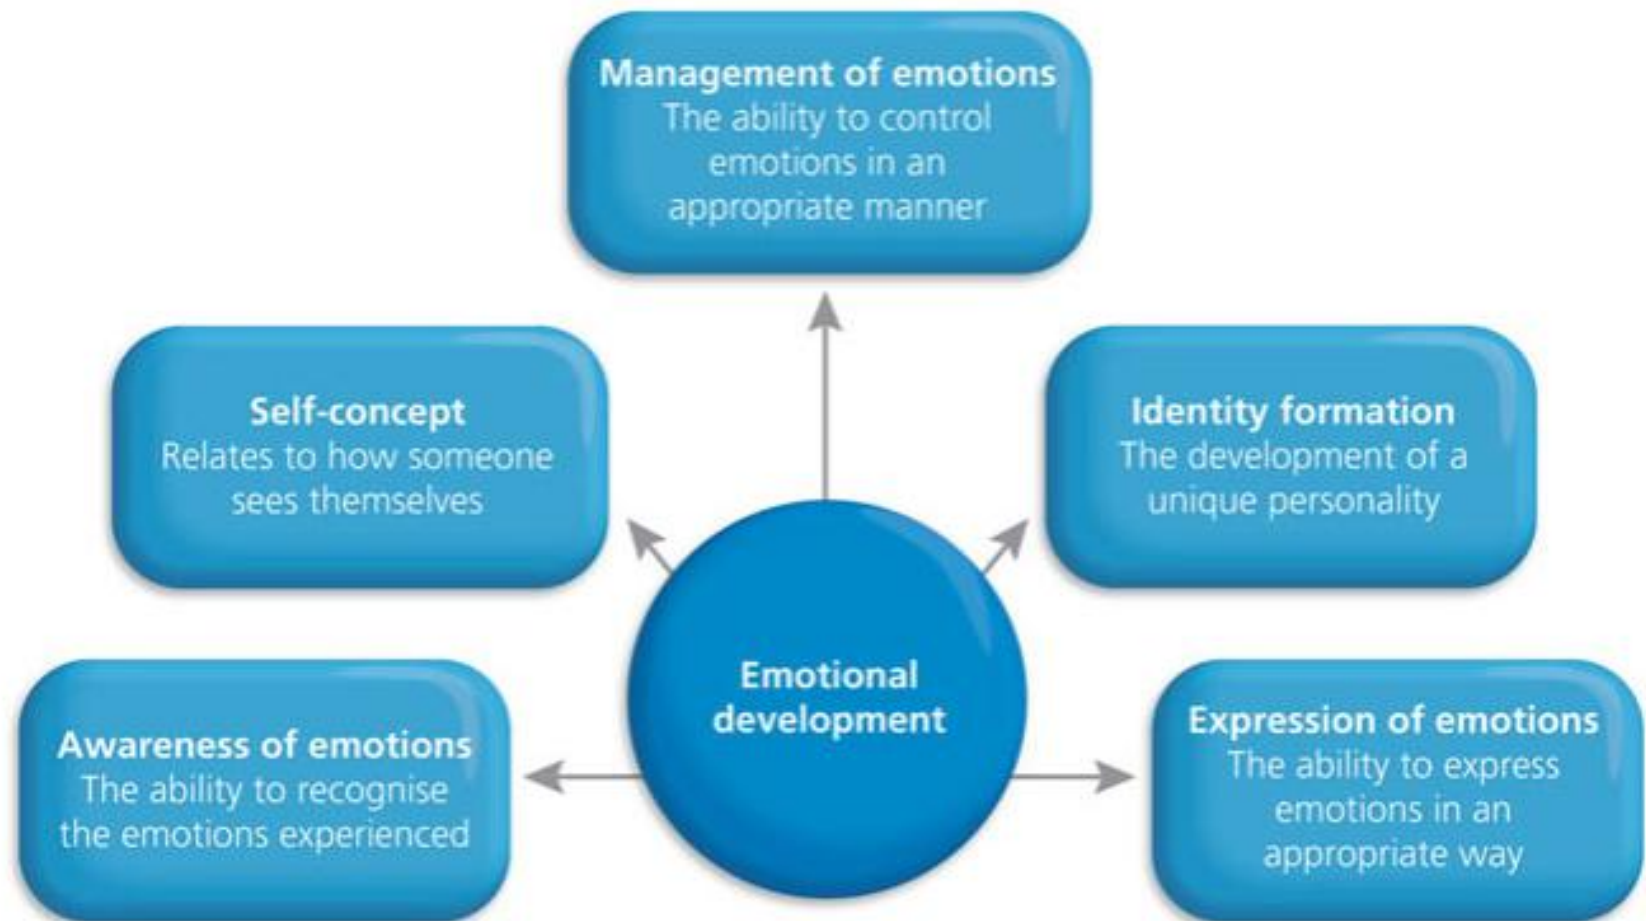 Management of emotions
The ability to control
emotions in an
appropriate manner
Self-concept
Relates to how someone
sees themselves
Identity formation
The development of a
unique personality
Emotional
development
Awareness of emotions
The ability to recognise
the emotions experienced
Expression of emotions
The ability to express
emotions in an
appropriate way